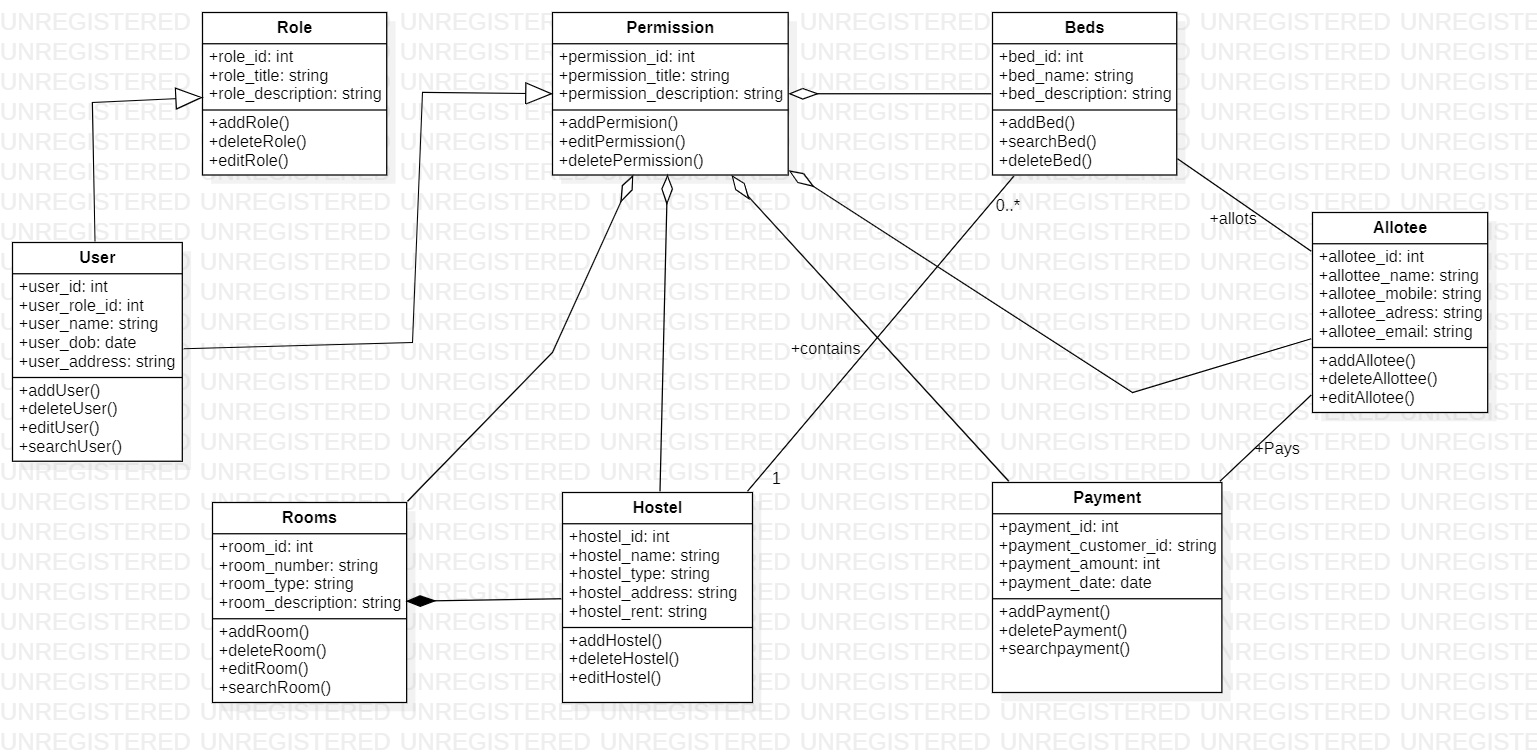 Role
+role_id: int
+role_title: string
+role_description: string
+addRole()
+deleteRole()
+editRole()
Permission
+permission_id: int
+permission_title: string
+permission_description: string
+addPermision()
+editPermission()
+deletePermission()
Beds
+bed_id: int
+bed_name: string
+bed_description: string
+addBed()
+searchBed()
+deleteBed()
0..*
+allots
Allotee
+allotee_id: int
+allottee_name: string
+allotee_mobile: string
+allotee_adress: string
+allotee_email: string
+addAllotee()
+deleteAllottee()
+editAllotee()
User
+user_id: int
+user_role_id: int
+user_name: string
+user_dob: date
+user_address: string
+addUser()
+deleteUser()
+editUser()
+searchUser()
+contains
+Pays
1
Rooms
+room_id: int
+room_number: string
+room_type: string
+room_description: string
+addRoom()
+deleteRoom()
+editRoom()
+searchRoom()
Hostel
+hostel_id: int
+hostel_name: string
+hostel_type: string
+hostel_address: string
+hostel_rent: string
+addHostel()
+deleteHostel()
+editHostel()
Payment
+payment_id: int
+payment_customer_id: string
+payment_amount: int
+payment_date: date
+addPayment()
+deletePayment()
+searchpayment()
UNREGISTERED